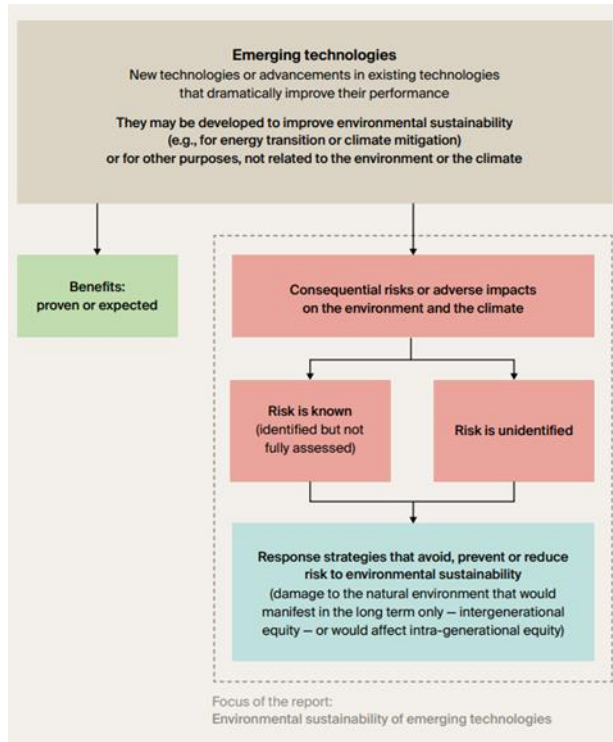 Emerging technologies
New technologies or advancements in existing technologies
that dramatically improve their performance
They may be developed to improve environmental sustainability
(e.g., for energy transition or climate mitigation)
or for other purposes, not related to the environment or the climate
Benefits:
proven or expected
Consequential risks or adverse impacts
on the environment and the climate
Risk is known
(identified but not
fully assessed)
Risk is unidentified
Response strategies that avoid, prevent or reduce
risk to environmental sustainability
(damage to the natural environment that would
manifest in the long term only — intergenerational
equity — or would affect intra-generational equity)
Focus of the report:
Environmental sustainability of emerging technologies